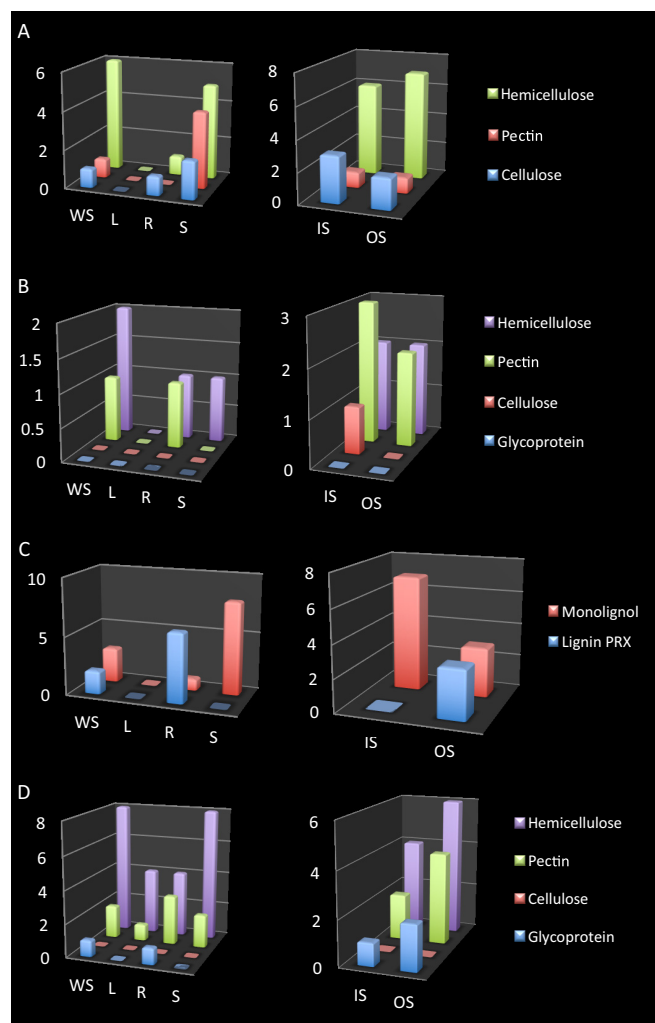 A
6
4
2
0
WS L R S
8
6
4
2
0
IS OS
Hemicellulose
Pectin
Cellulose
B
2
1.5
1
0.5
0
WS L R S
3
2
1
0
IS OS
Hemicellulose
Pectin
Cellulose
Glycoprotein
C
10
5
0
WS L R S
8
6
4
2
0
IS OS
Monolignol
Lignin PRX
D
8
6
4
2
0
WS L R S
6
4
2
0
IS OS
Hemicellulose
Pectin
Cellulose
Glycoprotein